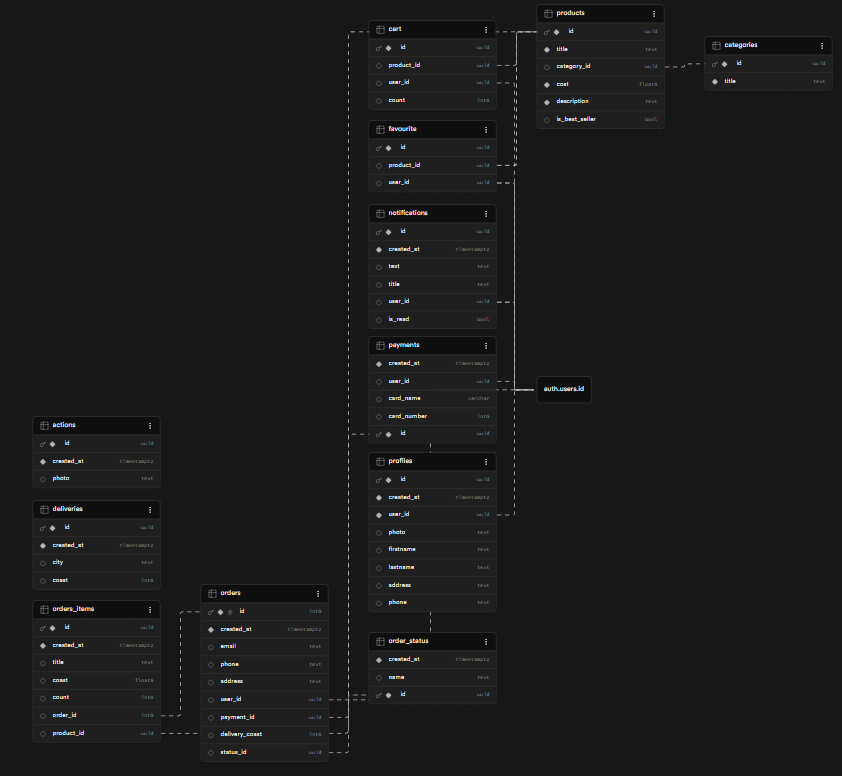 cart
id uuid
product_id uuid
user_id uuid
count int8
favourite
id uuid
product_id uuid
user_id uuid
notifications
id uuid
created_at timestamptz
text text
title text
user_id uuid
is_read bool
payments
created_at timestamptz
user_id uuid
card_name varchar
card_number int8
id uuid
profiles
id uuid
created_at timestamptz
user_id uuid
photo text
firstname text
lastname text
address text
phone text
order_status
created_at timestamptz
name text
id uuid
products
id uuid
title text
category_id uuid
cost float8
description text
is_best_seller bool
categories
id uuid
title text
auth.users.id
actions
id uuid
created_at timestamptz
photo text
deliveries
id uuid
created_at timestamptz
city text
coast int8
orders_items
id uuid
created_at timestamptz
title text
coast float8
count int8
order_id int8
product_id uuid
orders
id int8
created_at timestamptz
email text
phone text
address text
user_id uuid
payment_id uuid
delivery_coast int8
status_id uuid